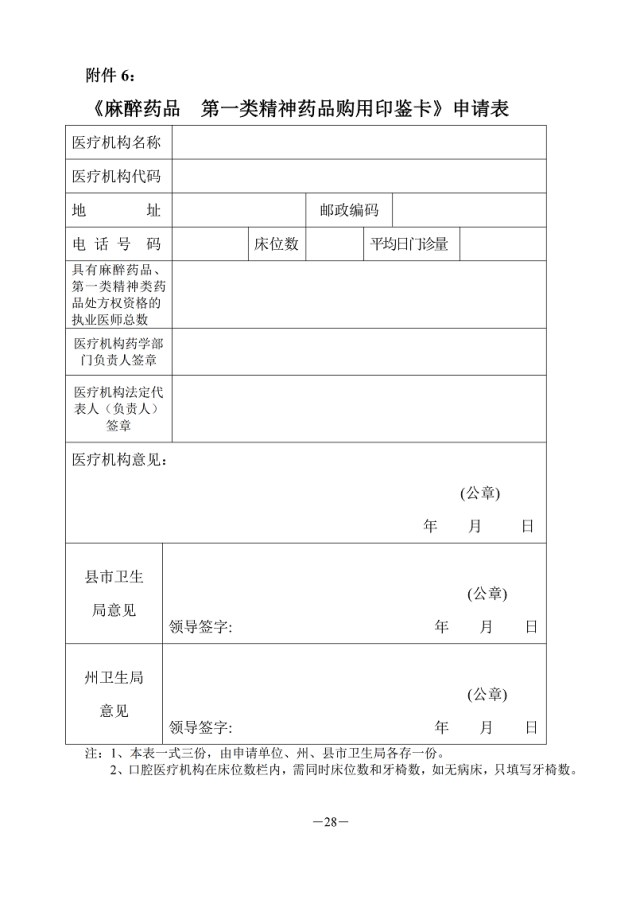 附件 6：
《麻醉药品　第一类精神药品购用印鉴卡》申请表
医疗机构名称
医疗机构代码
地 址 邮政编码
电 话 号 码 床位数 平均日门诊量
具有麻醉药品、
第一类精神类药
品处方权资格的
执业医师总数
医疗机构药学部
门负责人签章
医疗机构法定代
表人（负责人）
签章
医疗机构意见：
(公章)
年 月 日
县市卫生
局意见
(公章)
领导签字: 年 月 日
州卫生局
意见
(公章)
领导签字: 年 月 日
注：1、本表一式三份，由申请单位、州、县市卫生局各存一份。
2、口腔医疗机构在床位数栏内，需同时床位数和牙椅数，如无病床，只填写牙椅数。
－28－